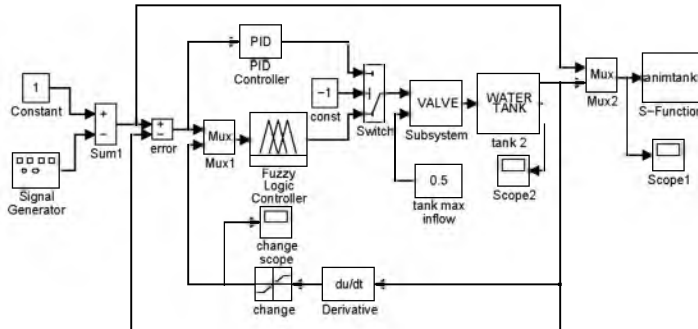 PID
PID
Controller
1
Constant
+
−
Sum1
+
−
error
Mux
Mux1
−1
const
Switch
VALVE
Subsystem
WATER
TANK
tank 2
Mux
Mux2
animtank
S-Function
Signal
Generator
Fuzzy
Logic
Controller
0.5
tank max
inflow
Scope2
Scope1
change
scope
change
du/dt
Derivative